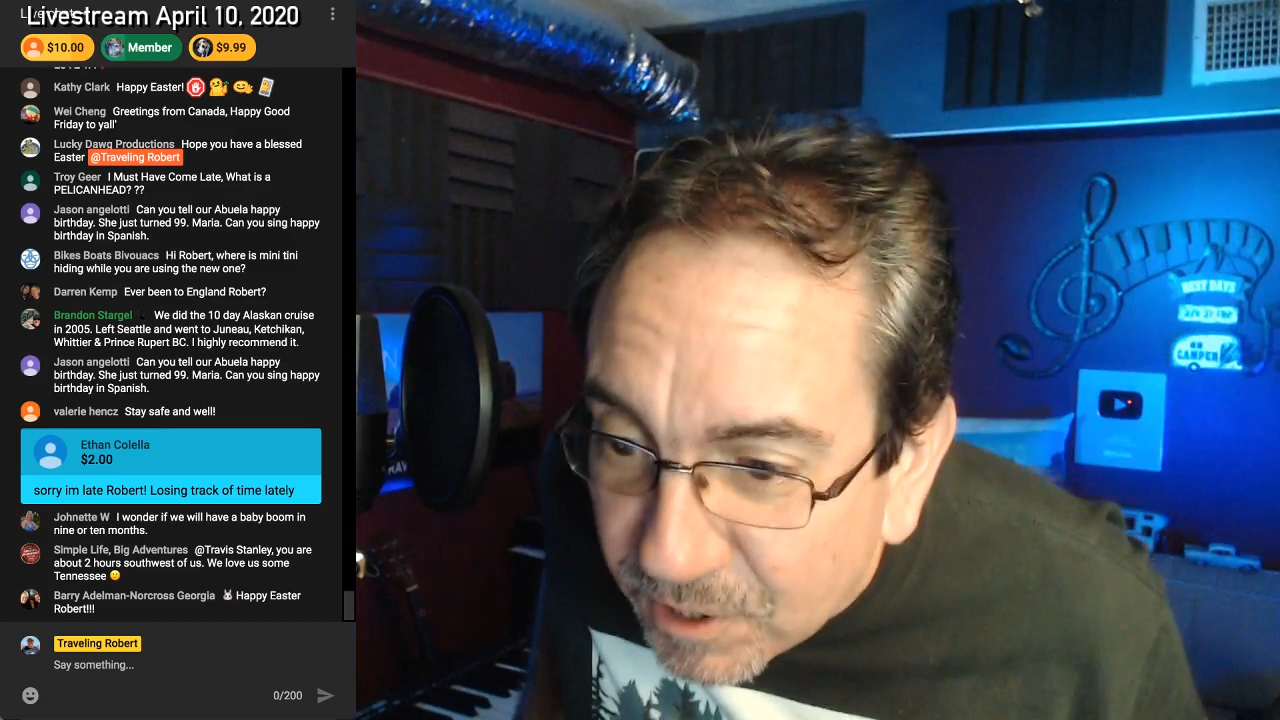 Livestream April 10, 2020
$10.00
Member
$9.99
Kathy Clark Happy Easter!
Wei Cheng Greetings from Canada, Happy Good
Friday to yall'
Lucky Dawg Productions Hope you have a blessed
Easter @Traveling Robert
Troy Geer I Must Have Come Late, What is a
PELICANHEAD? ??
Jason angelotti Can you tell our Abuela happy
birthday. She just turned 99. Maria. Can you sing happy
birthday in Spanish.
Bikes Boats Bivouacs Hi Robert, where is mini tini
hiding while you are using the new one?
Darren Kemp Ever been to England Robert?
Brandon Stargel We did the 10 day Alaskan cruise
in 2005. Left Seattle and went to Juneau, Ketchikan,
Whittier & Prince Rupert BC. I highly recommend it.
Jason angelotti Can you tell our Abuela happy
birthday. She just turned 99. Maria. Can you sing happy
birthday in Spanish.
valerie hencz Stay safe and well!
Ethan Colella
$2.00
sorry im late Robert! Losing track of time lately
Johnette W I wonder if we will have a baby boom in
nine or ten months.
Simple Life, Big Adventures @Travis Stanley, you are
about 2 hours southwest of us. We love us some
Tennessee
Barry Adelman-Norcross Georgia Happy Easter
Robert!!!
Traveling Robert
Say something...
0/200
BEST DAYS
CAMPER